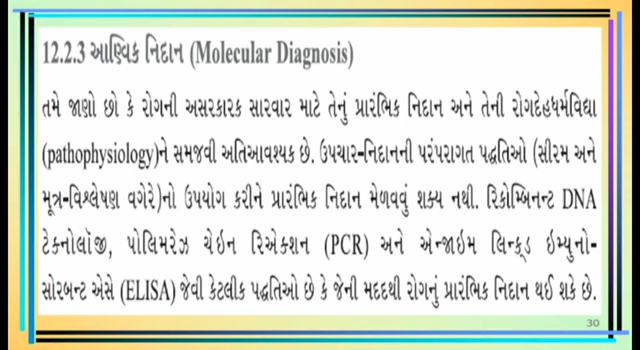 12.2.3 આણ્વિક નિદાન (Molecular Diagnosis)
તમે જાણો છો કે રોગની અસરકારક સારવાર માટે તેનું પ્રારંભિક નિદાન અને તેની રોગદેહધર્મવિદ્યા
(pathophysiology)ને સમજવી અતિઆવશ્યક છે. ઉપચાર-નિદાનની પરંપરાગત પદ્ધતિઓ (સીરમ અને
મૂત્ર-વિશ્લેષણ વગેરે)નો ઉપયોગ કરીને પ્રારંભિક નિદાન મેળવવું શક્ય નથી. રિકોમ્બિનન્ટ DNA
ટેક્નોલૉજી, પોલિમરેઝ ચેઇન રિએક્શન (PCR) અને એન્જાઇમ લિન્ક્ડ ઇમ્યુનો-
સોરબન્ટ એસે (ELISA) જેવી કેટલીક પદ્ધતિઓ છે કે જેની મદદથી રોગનું પ્રારંભિક નિદાન થઈ શકે છે.
30